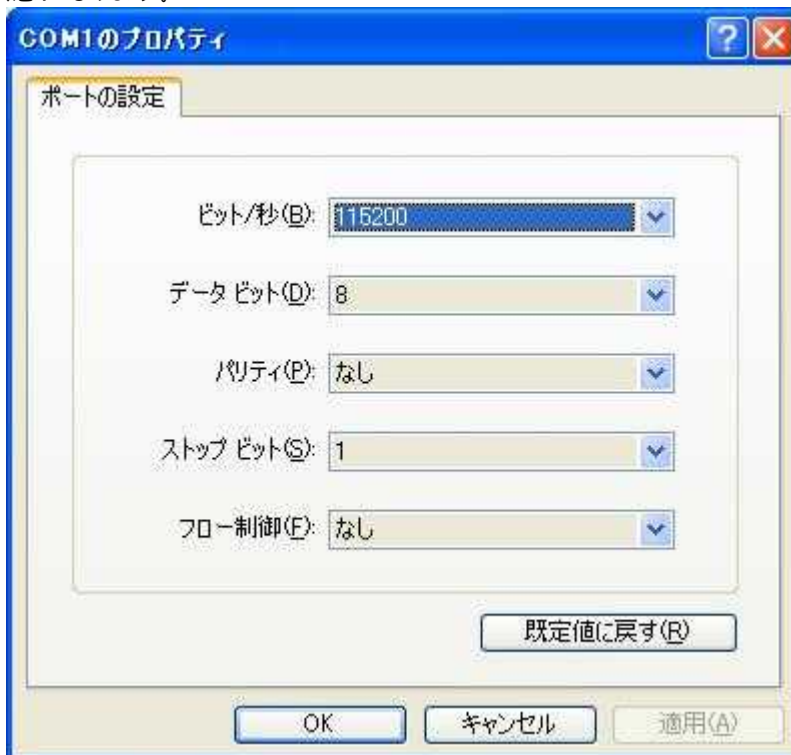 COM1のプロパティ
ポートの設定
ビット/秒(B): 115200
データ ビット(D): 8
パリティ(P): なし
ストップ ビット(S): 1
フロー制御(F): なし
既定値に戻す(R)
OK キャンセル 適用(A)